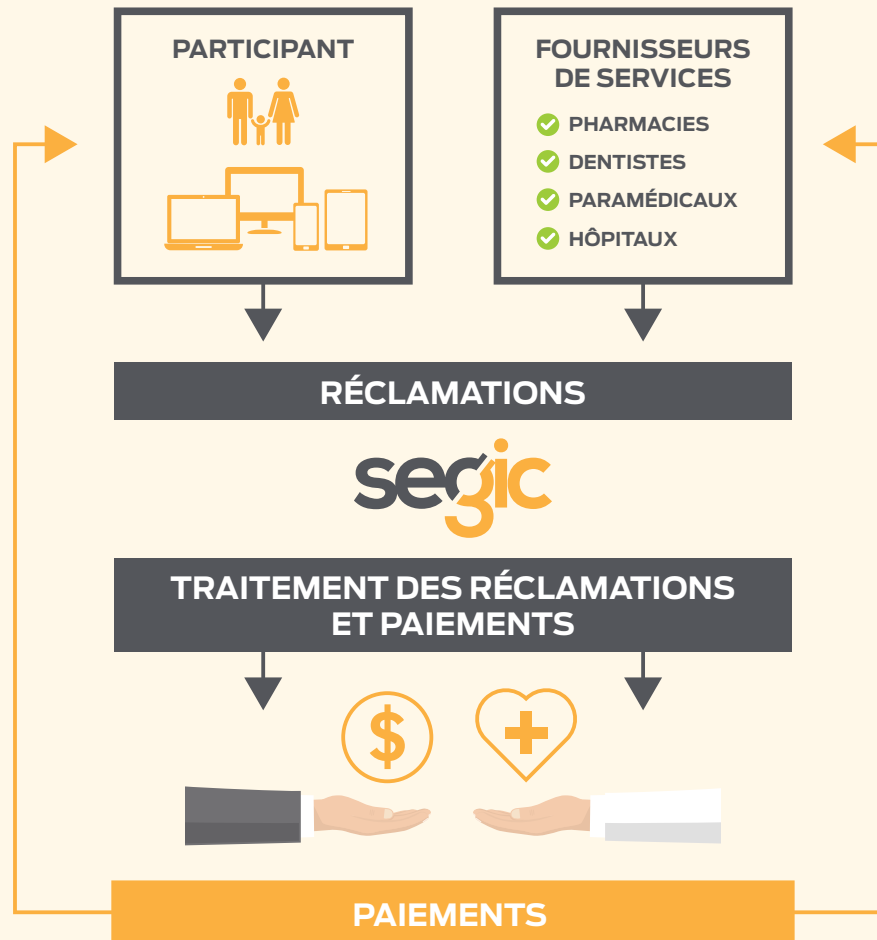 PARTICIPANT
FOURNISSEURS
DE SERVICES
PHARMACIES
DENTISTES
PARAMÉDICAUX
HÔPITAUX
RÉCLAMATIONS
segic
TRAITEMENT DES RÉCLAMATIONS
ET PAIEMENTS
$
PAIEMENTS